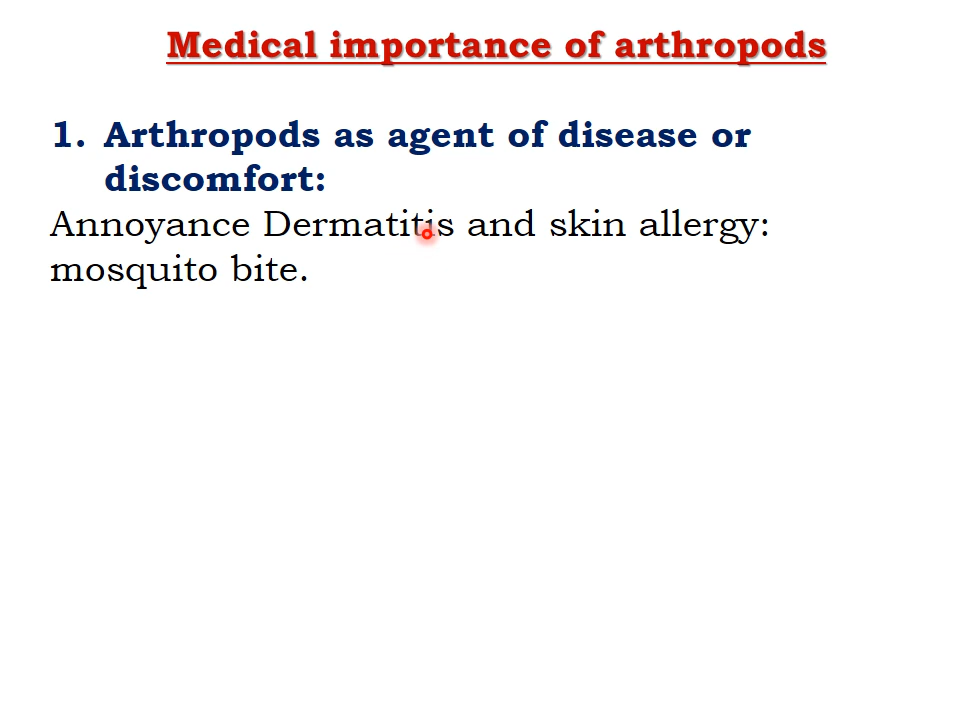 Medical importance of arthropods
1. Arthropods as agent of disease or
discomfort:
Annoyance Dermatitis and skin allergy:
mosquito bite.